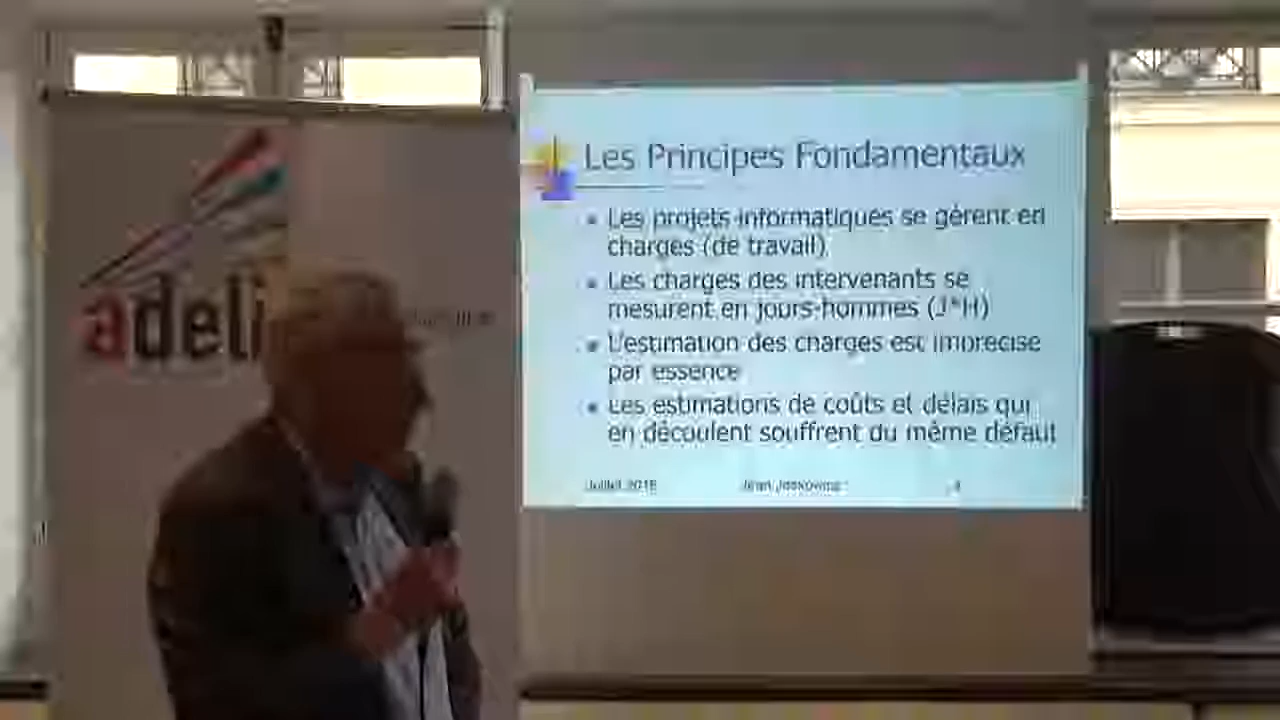 adeli
Les Principes Fondamentaux
Les projets informatiques se gèrent en
charges (de travail)
Les charges des intervenants se
mesurent en jours-hommes (J*H)
L'estimation des charges est imprécise
par essence
Les estimations de coûts et délais qui
en découlent souffrent du même défaut
Juillet
Jean